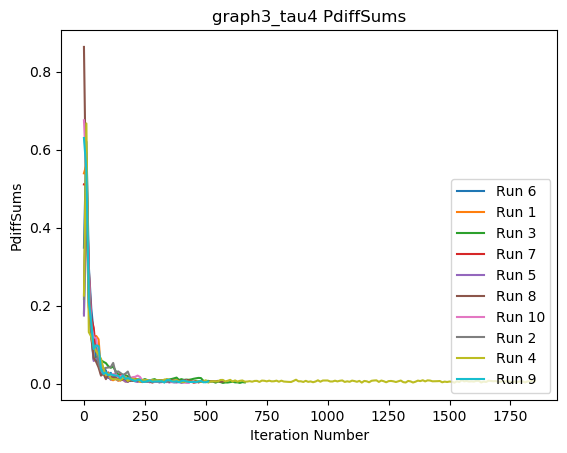 graph3_tau4 PdiffSums
PdiffSums
0.8
0.6
0.4
0.2
0.0
Run 6
Run 1
Run 3
Run 7
Run 5
Run 8
Run 10
Run 2
Run 4
Run 9
0 250 500 750 1000 1250 1500 1750
Iteration Number